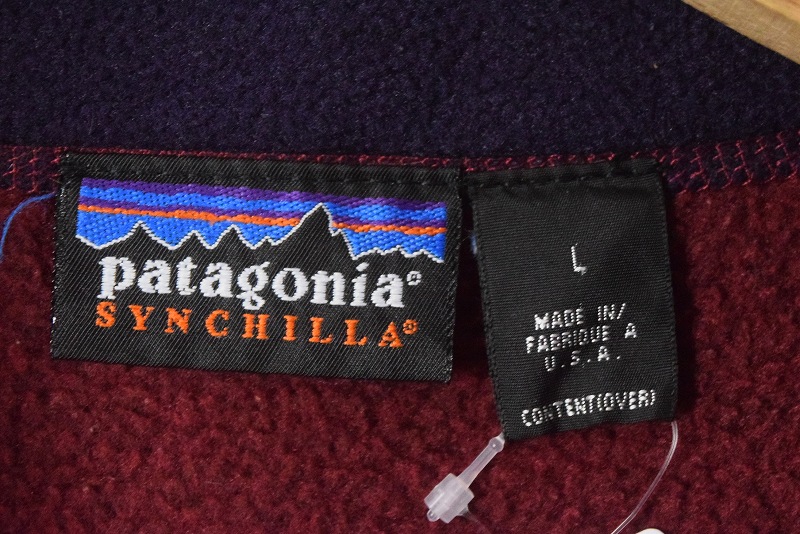 patagonia®
SYNCHILLA®
L
MADE IN/
FABRIQUE A
U.S.A.
CONTENT(OVER)